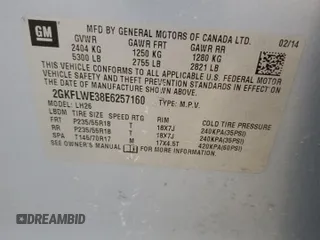 GM
MFD BY GENERAL MOTORS OF CANADA LTD.
02/14
GVWR GAWR FRT GAWR RR
2404 KG 1250 KG 1280 KG
5300 LB 2755 LB 2821 LB
THIS VEHICLE CONFORMS TO ALL APPLICABLE U.S. FEDERAL MOTOR
VEHICLE SAFETY AND THEFT PREVENTION STANDARDS
IN EFFECT ON THE DATE OF MANUFACTURE SHOWN ABOVE.
2GKFLWE38E6257160 TYPE: M.P.V.
MODEL: LH26
LBDM TIRE SIZE SPEED RTG RIM COLD TIRE PRESSURE
FRT P235/55R18 T 18X7J 240KPA(35PSI)
RR P235/55R18 T 18X7J 240KPA(35PSI)
SPA T145/70R17 M 17X4.5T 420KPA(60PSI)
DREAMBID